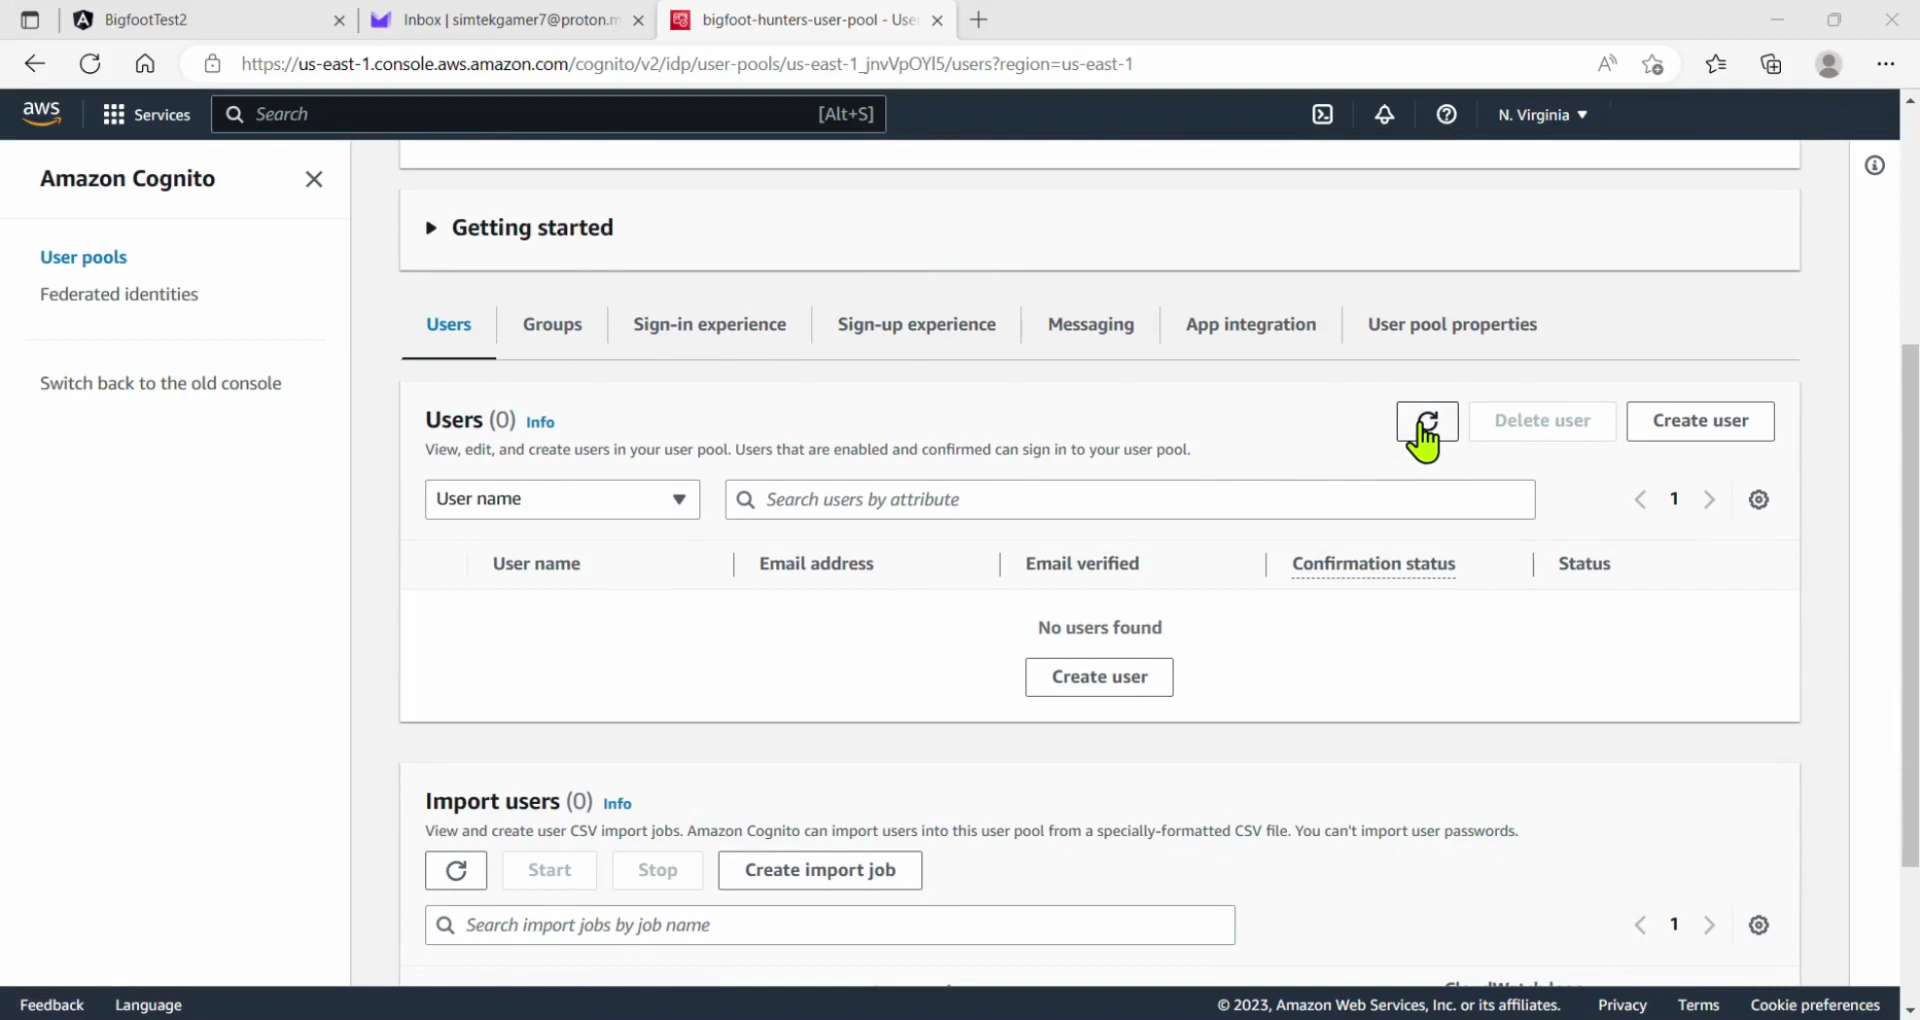 BigfootTest2
Inbox | simtekgamer7@proton.m
bigfoot-hunters-user-pool - Use
https://us-east-1.console.aws.amazon.com/cognito/v2/idp/user-pools/us-east-1_jnvVpOYl5/users?region=us-east-1
aws
Services
Search
[Alt+S]
N. Virginia
Amazon Cognito
User pools
Federated identities
Switch back to the old console
Getting started
Users
Groups
Sign-in experience
Sign-up experience
Messaging
App integration
User pool properties
Users (0) Info
View, edit, and create users in your user pool. Users that are enabled and confirmed can sign in to your user pool.
Delete user
Create user
User name
Search users by attribute
1
User name
Email address
Email verified
Confirmation status
Status
No users found
Create user
Import users (0) Info
View and create user CSV import jobs. Amazon Cognito can import users into this user pool from a specially-formatted CSV file. You can't import user passwords.
Start
Stop
Create import job
Search import jobs by job name
1
Feedback
Language
© 2023, Amazon Web Services, Inc. or its affiliates.
Privacy
Terms
Cookie preferences